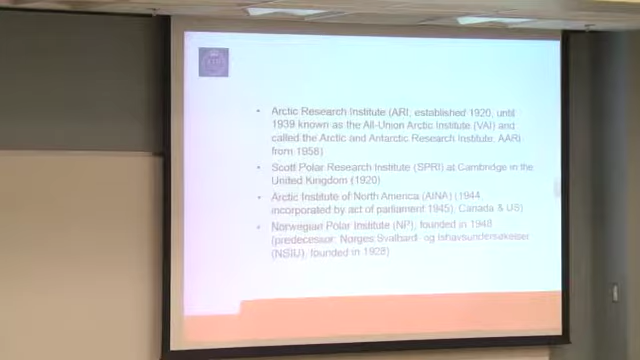 • Arctic Research Institute (ARI; established 1920, until
1939 known as the All-Union Arctic Institute (VAI) and
called the Arctic and Antarctic Research Institute, AARI
from 1958)
• Scott Polar Research Institute (SPRI) at Cambridge in the
United Kingdom (1920)
• Arctic Institute of North America (AINA) (1944
incorporated by act of parliament 1945), Canada & US)
• Norwegian Polar Institute (NP), founded in 1948
(predecessor: Norges Svalbard- og Ishavsundersøkelser
(NSIU), founded in 1928)